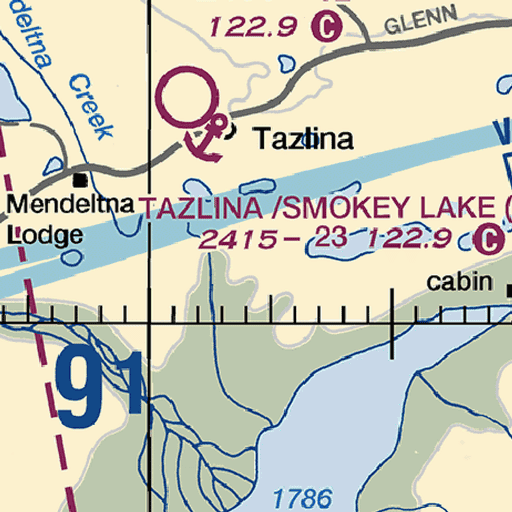 122.9 C
GLENN
Creek
Tazlina
Mendeltna
Lodge
TAZLINA /SMOKEY LAKE (
2415 - 23 122.9 C
cabin
91
1786